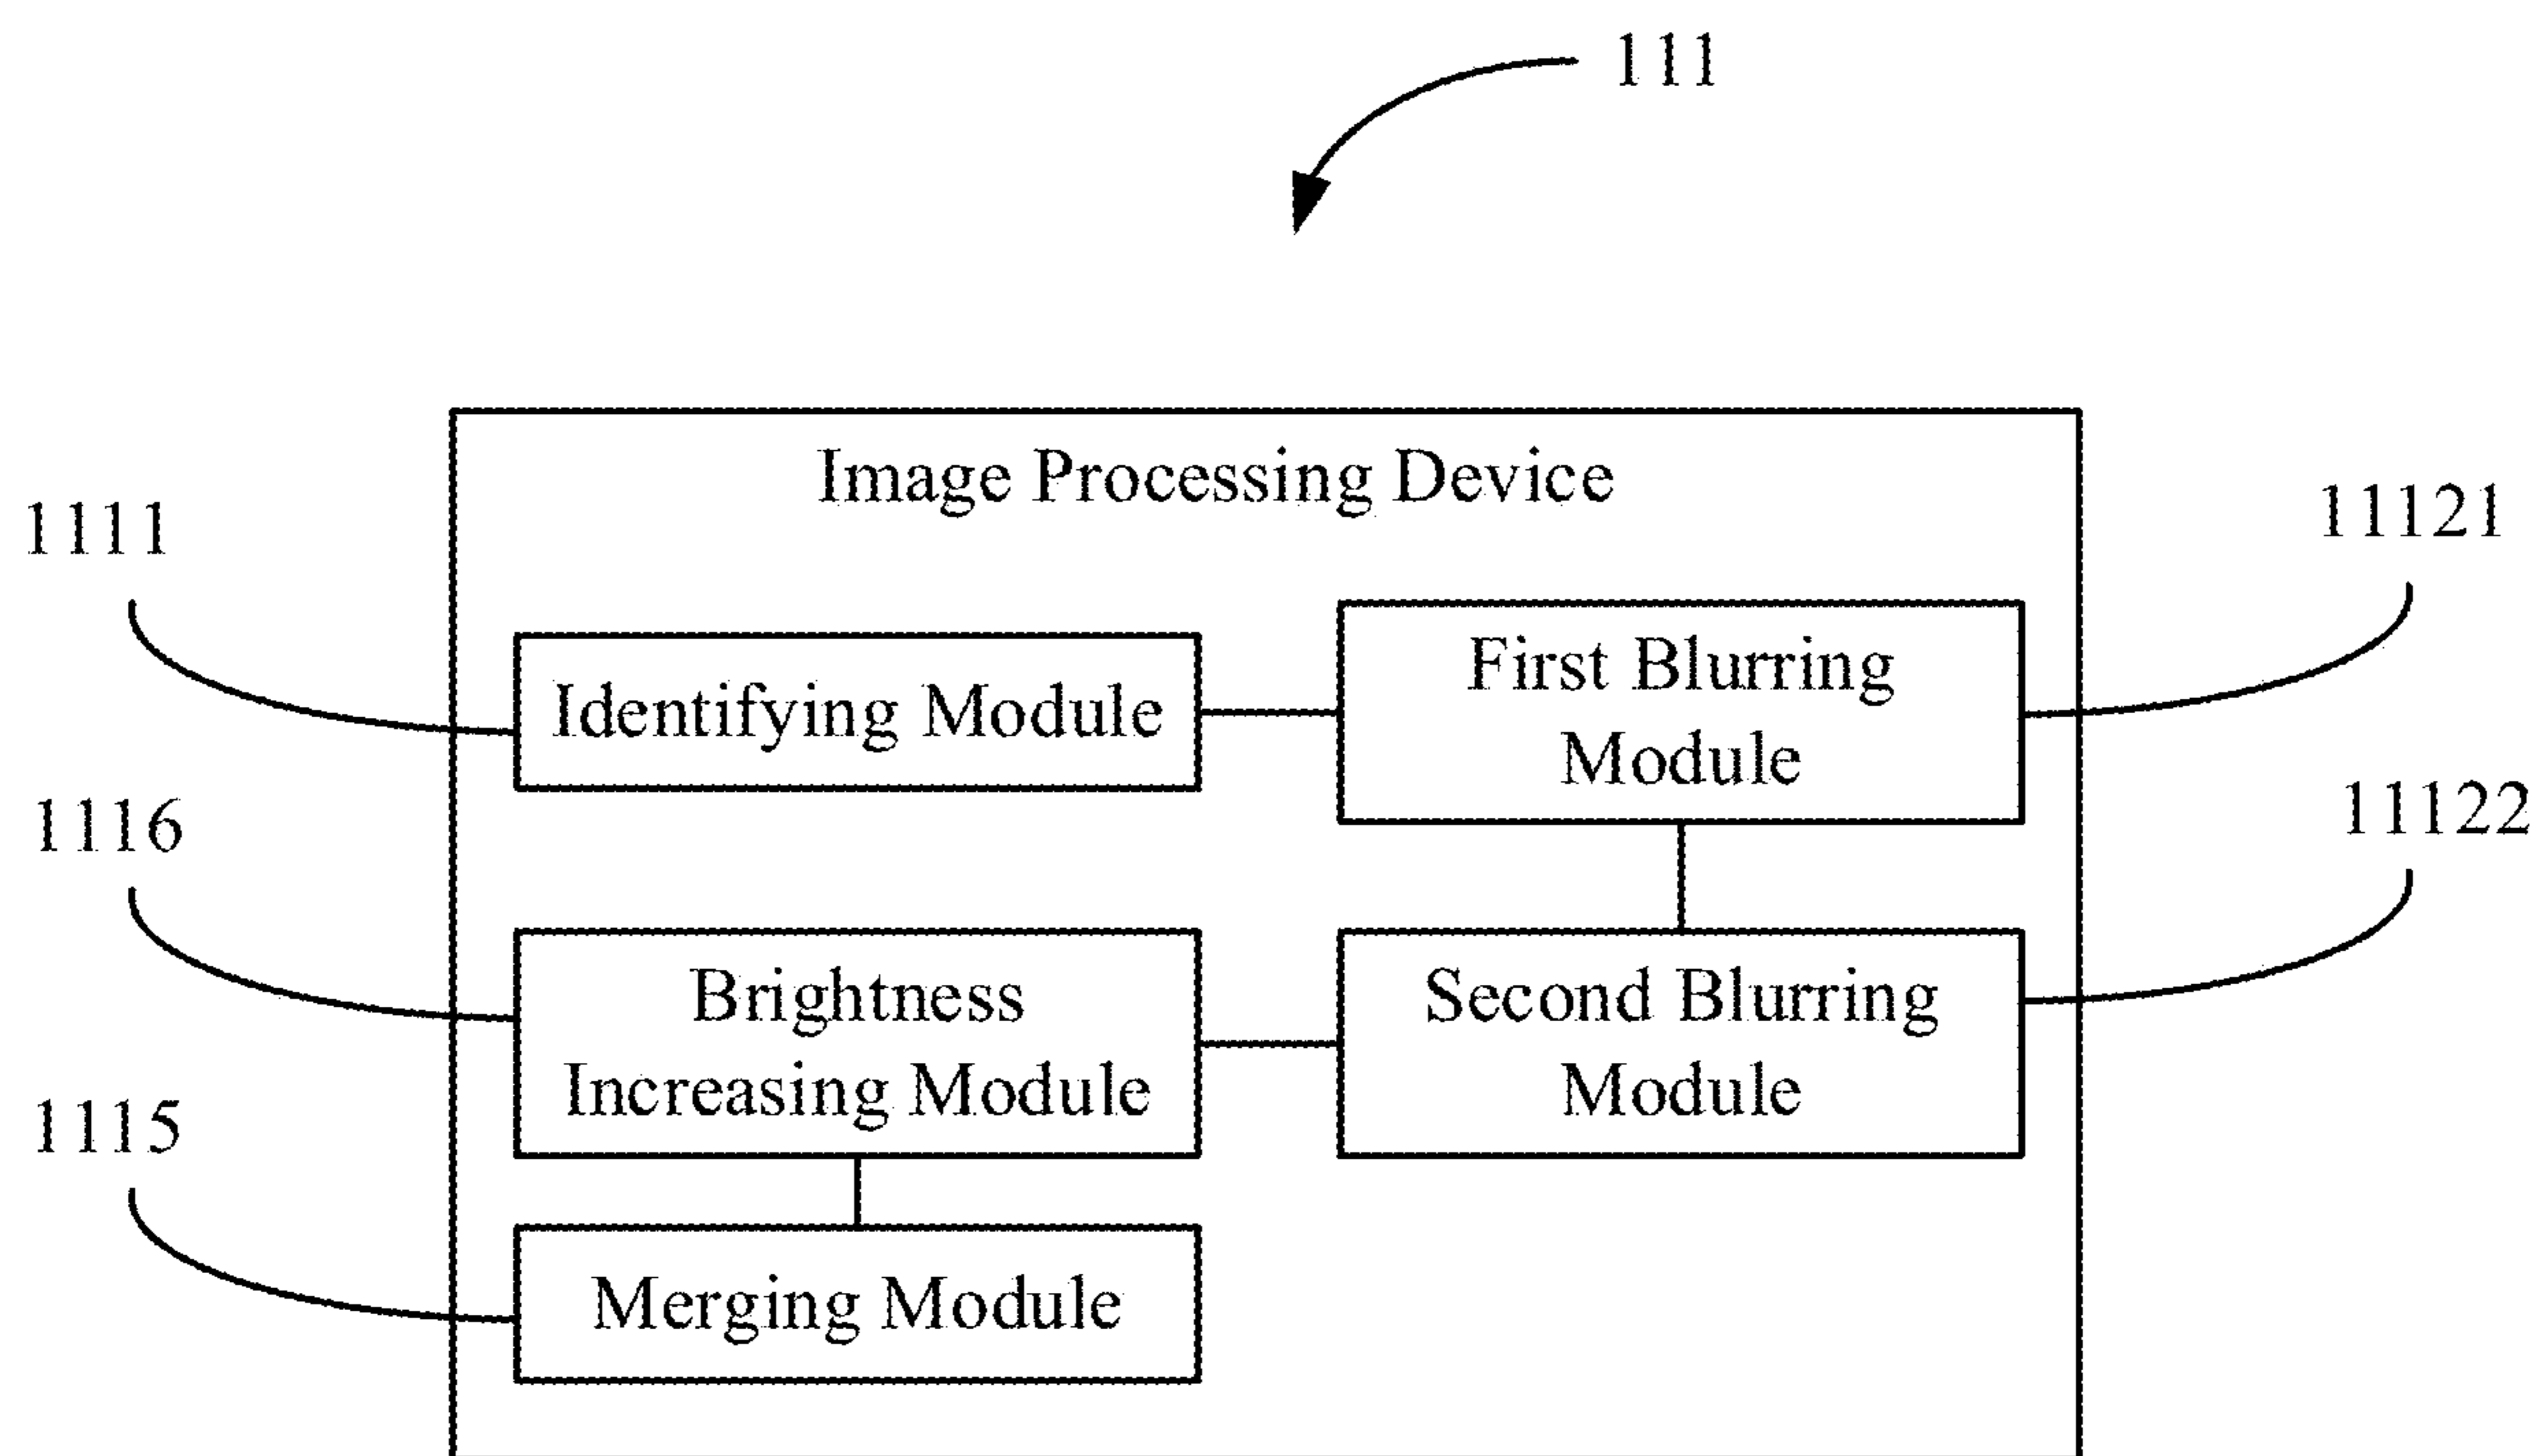 111
Image Processing Device
1111
11121
Identifying Module
First Blurring
Module
1116
11122
Brightness
Increasing Module
Second Blurring
Module
1115
Merging Module